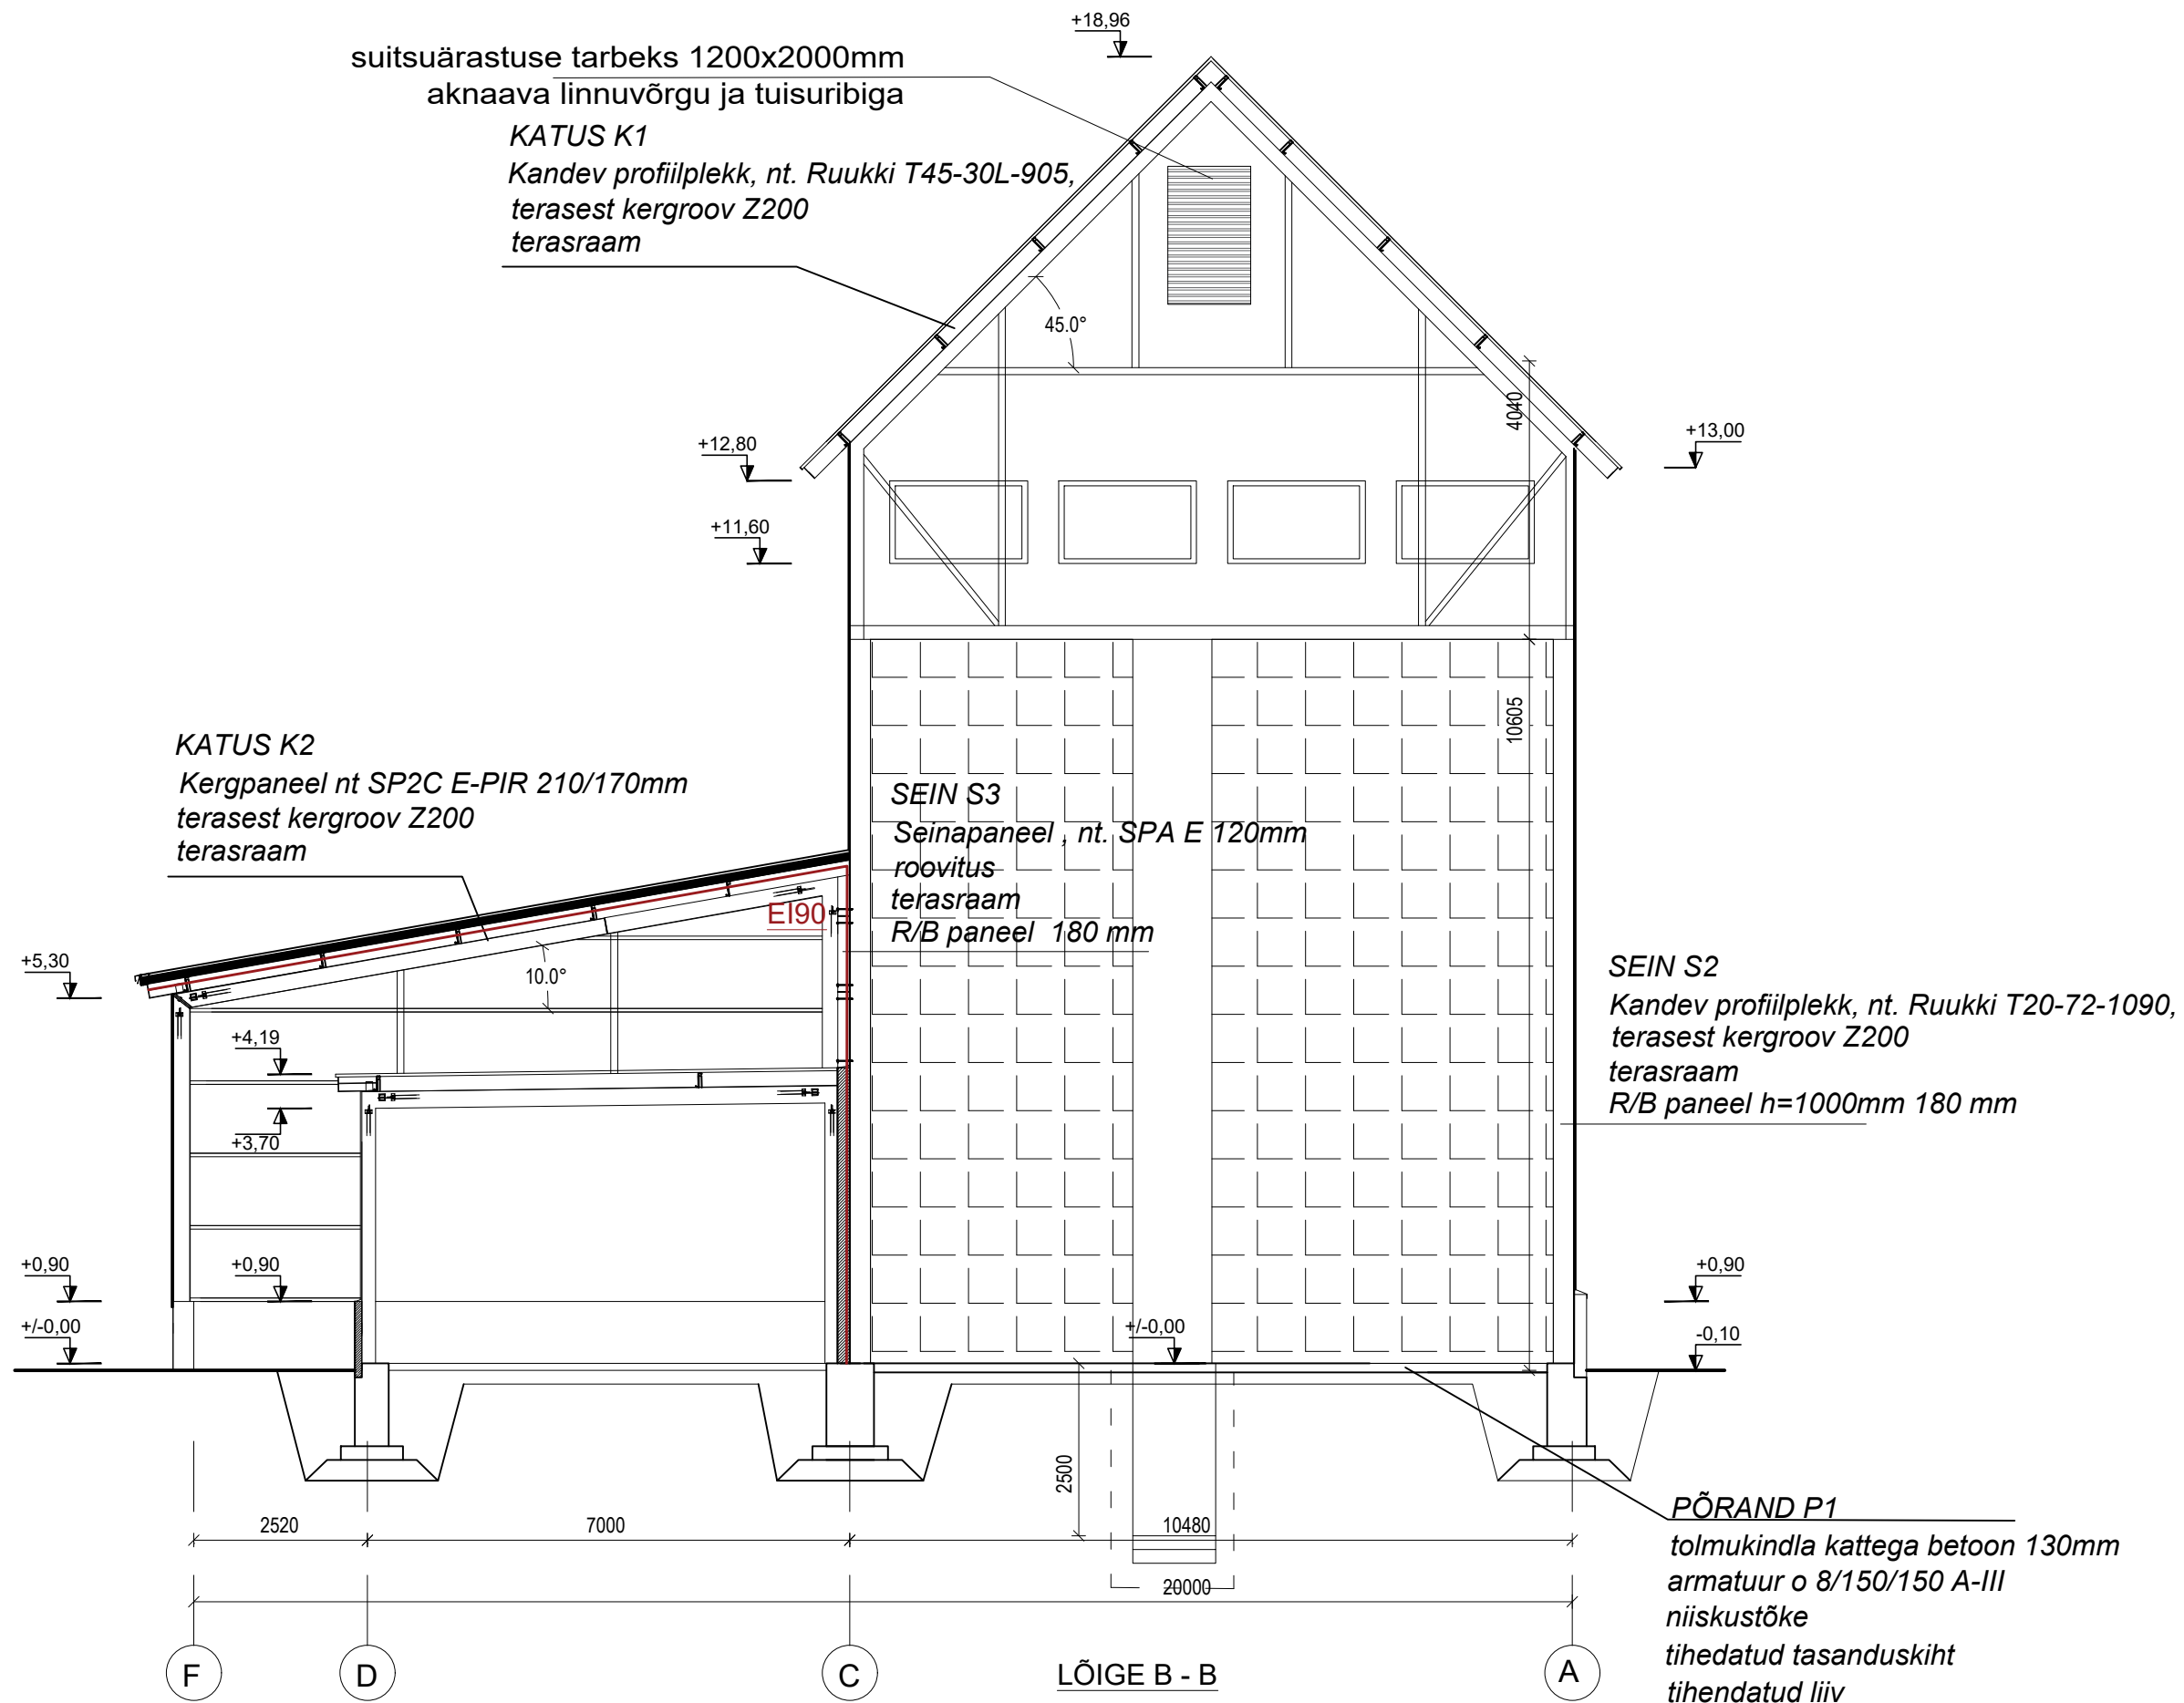 +18,96
suitsuärastuse tarbeks 1200x2000mm
aknaava linnuvõrgu ja tuisuribiga
KATUS K1
Kandev profiilplekk, nt. Ruukki T45-30L-905,
terasest kergroov Z200
terasraam
45.0°
4040
+12,80
+13,00
+11,60
10605
KATUS K2
Kergpaneel nt SP2C E-PIR 210/170mm
terasest kergroov Z200
terasraam
SEIN S3
Seinapaneel , nt. SPA E 120mm
roovitus
terasraam
R/B paneel 180 mm
EI90
+5,30
10.0°
SEIN S2
Kandev profiilplekk, nt. Ruukki T20-72-1090,
terasest kergroov Z200
terasraam
R/B paneel h=1000mm 180 mm
+4,19
+3,70
+0,90
+0,90
+0,90
+/-0,00
+/-0,00
-0,10
2500
2520
7000
10480
20000
PÕRAND P1
tolmukindla kattega betoon 130mm
armatuur o 8/150/150 A-III
niiskustõke
tihedatud tasanduskiht
tihendatud liiv
F
D
C
LÕIGE B - B
A